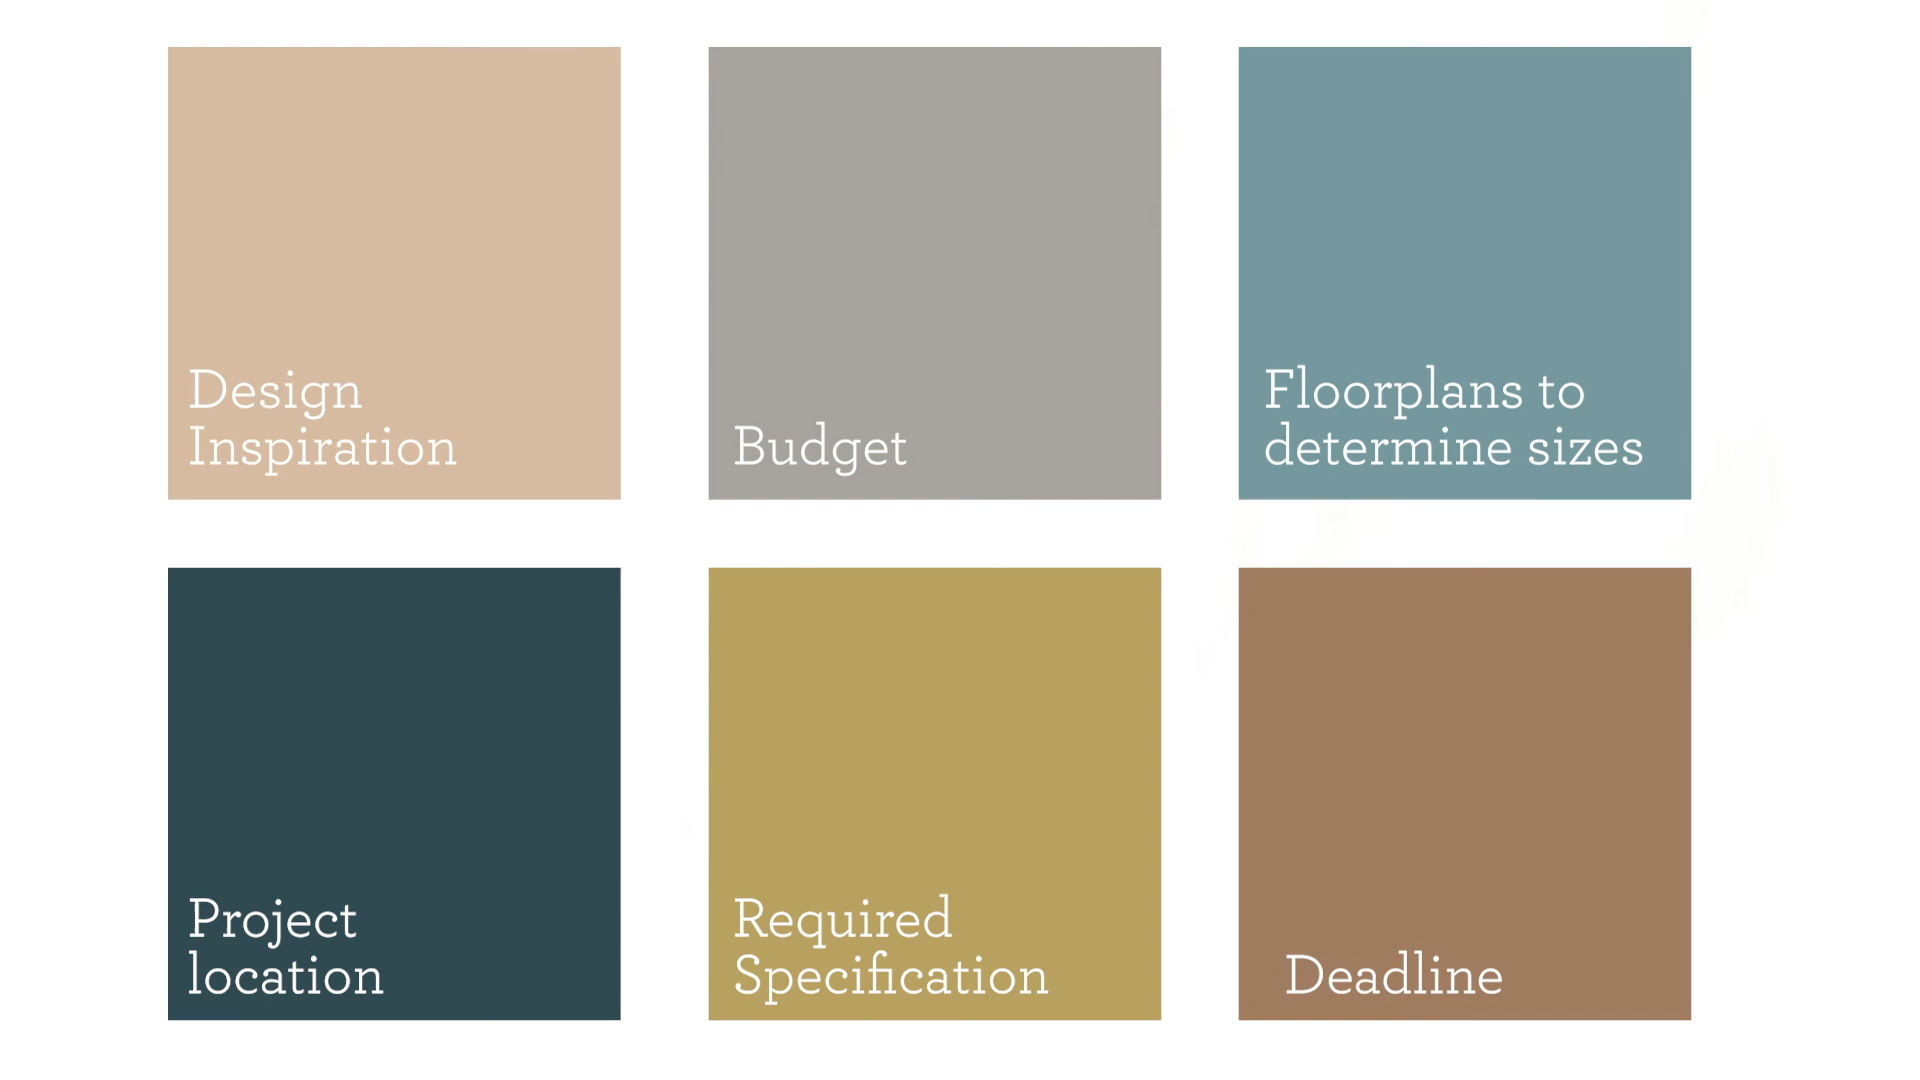 Design
Inspiration
Budget
Floorplans to
determine sizes
Project
location
Required
Specification
Deadline